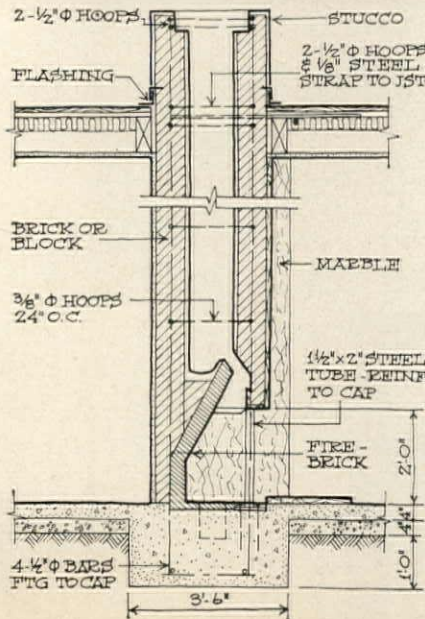 2-½"Φ HOOPS
STUCCO
2-½"Φ HOOPS
& ⅛" STEEL
STRAP TO JST
FLASHING
BRICK OR
BLOCK
MARBLE
⅜"Φ HOOPS
24" O.C.
1½"x2" STEEL
TUBE-REINF
TO CAP
FIRE-
BRICK
2'-0"
4½"
1'-0"
4-½"Φ BARS
FTG TO CAP
3'-6"